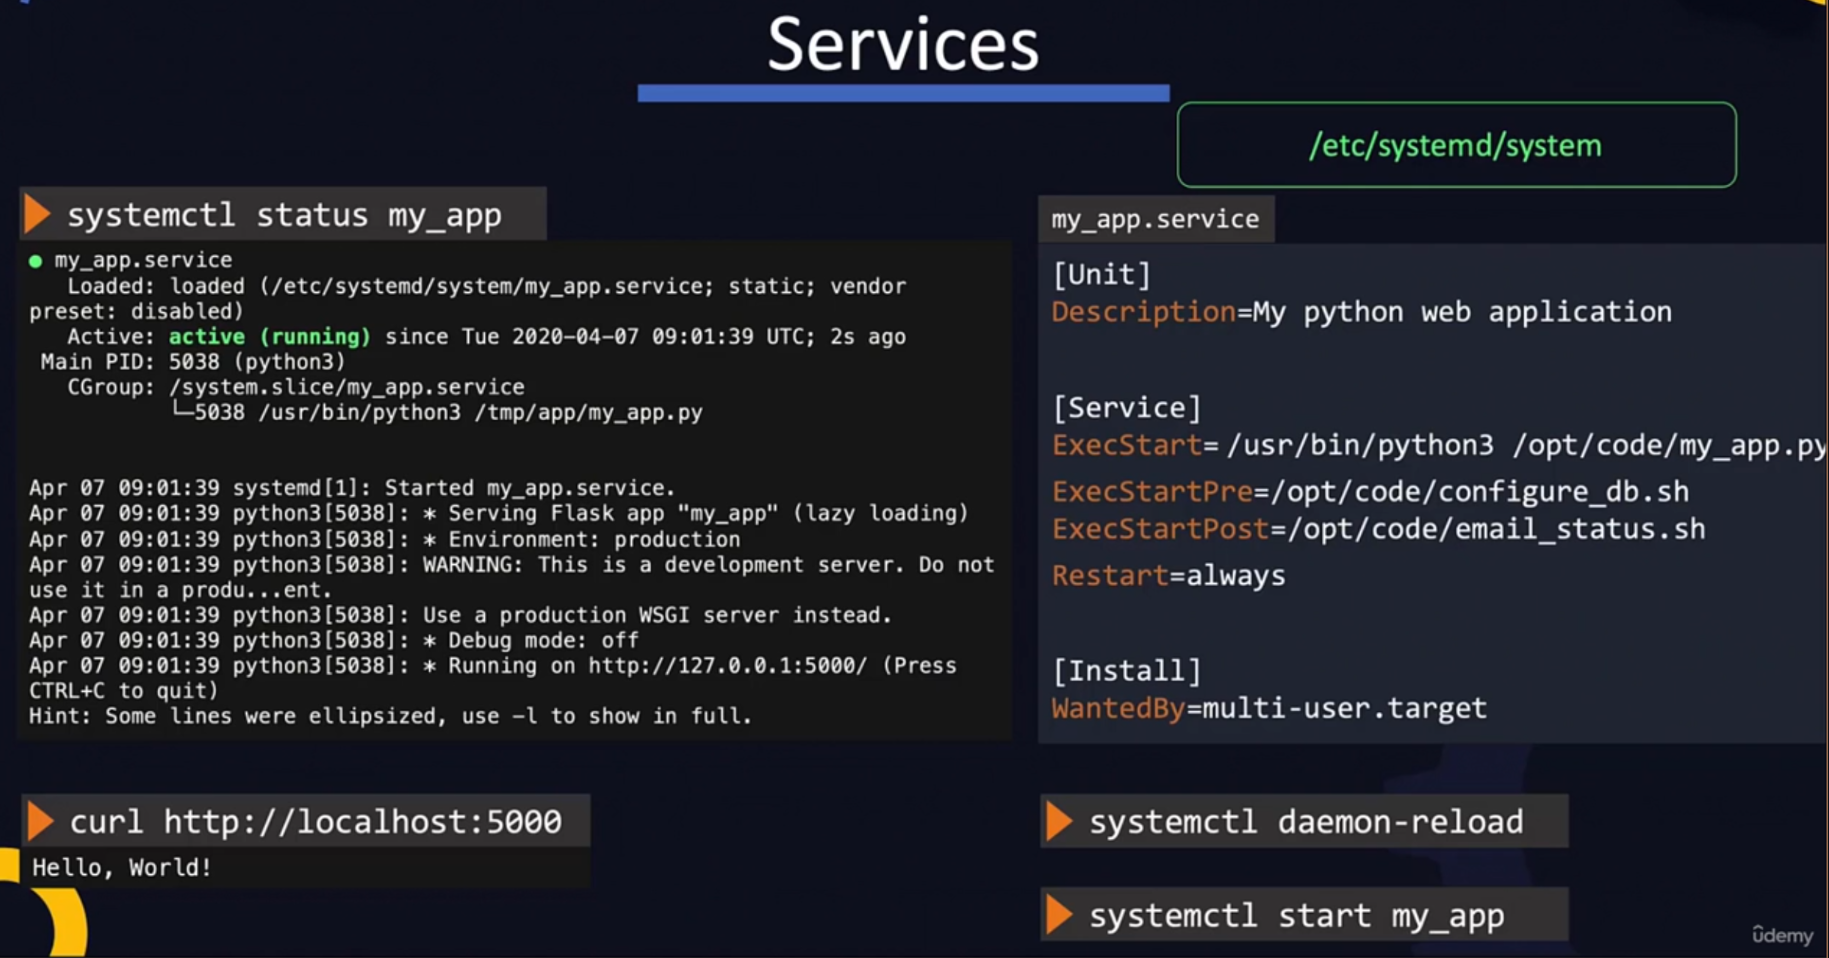 Services
/etc/systemd/system
systemctl status my_app
● my_app.service
Loaded: loaded (/etc/systemd/system/my_app.service; static; vendor
preset: disabled)
Active: active (running) since Tue 2020-04-07 09:01:39 UTC; 2s ago
Main PID: 5038 (python3)
CGroup: /system.slice/my_app.service
└─5038 /usr/bin/python3 /tmp/app/my_app.py
Apr 07 09:01:39 systemd[1]: Started my_app.service.
Apr 07 09:01:39 python3[5038]: * Serving Flask app "my_app" (lazy loading)
Apr 07 09:01:39 python3[5038]: * Environment: production
Apr 07 09:01:39 python3[5038]: WARNING: This is a development server. Do not
use it in a produ...ent.
Apr 07 09:01:39 python3[5038]: Use a production WSGI server instead.
Apr 07 09:01:39 python3[5038]: * Debug mode: off
Apr 07 09:01:39 python3[5038]: * Running on http://127.0.0.1:5000/ (Press
CTRL+C to quit)
Hint: Some lines were ellipsized, use -l to show in full.
curl http://localhost:5000
Hello, World!
my_app.service
[Unit]
Description=My python web application
[Service]
ExecStart= /usr/bin/python3 /opt/code/my_app.py
ExecStartPre=/opt/code/configure_db.sh
ExecStartPost=/opt/code/email_status.sh
Restart=always
[Install]
WantedBy=multi-user.target
systemctl daemon-reload
systemctl start my_app
ûdemy